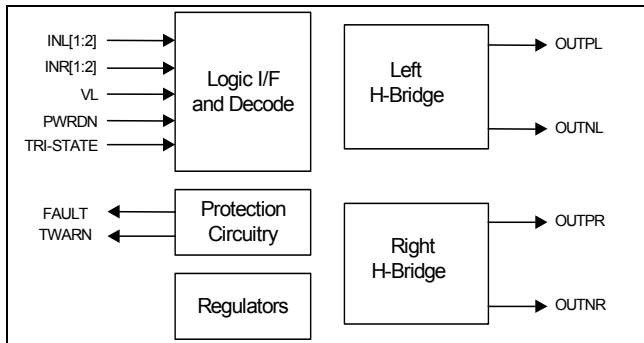 INL[1:2]
INR[1:2]
VL
PWRDN
TRI-STATE
Logic I/F
and Decode
Left
H-Bridge
OUTPL
OUTNL
FAULT
TWARN
Protection
Circuitry
Regulators
Right
H-Bridge
OUTPR
OUTNR